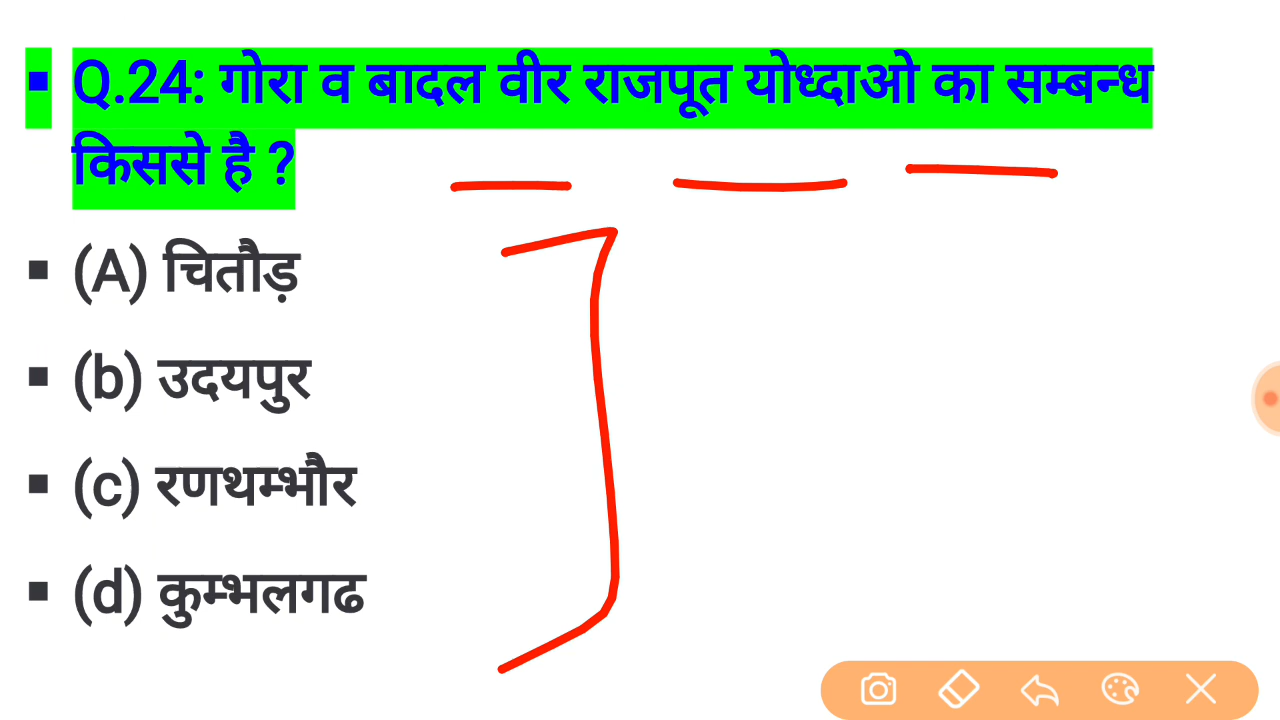 ▪ Q.24: गोरा व बादल वीर राजपूत योध्दाओ का सम्बन्ध
किससे है ?
▪ (A) चितौड़
▪ (b) उदयपुर
▪ (c) रणथम्भौर
▪ (d) कुम्भलगढ